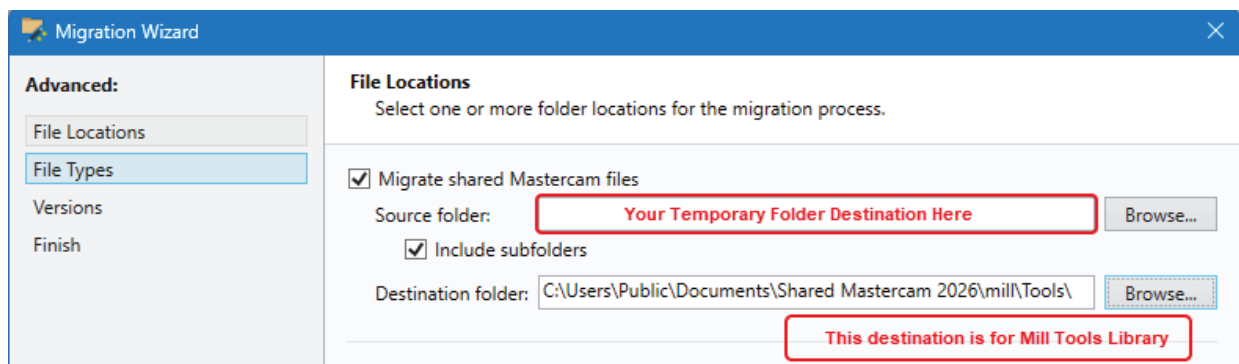 Migration Wizard
Advanced:
File Locations
File Types
Versions
Finish
File Locations
Select one or more folder locations for the migration process.
Migrate shared Mastercam files
Source folder: Your Temporary Folder Destination Here Browse...
Include subfolders
Destination folder: C:\Users\Public\Documents\Shared Mastercam 2026\mill\Tools\ Browse...
This destination is for Mill Tools Library